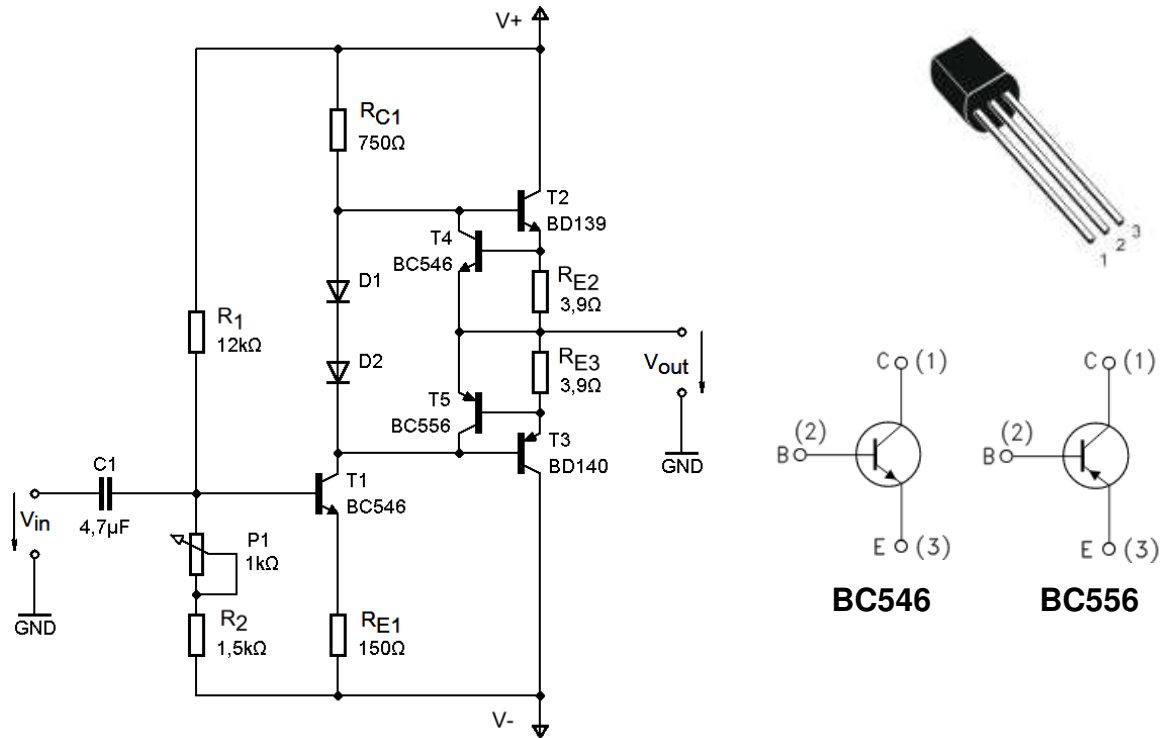 V+
RC1
750Ω
T2
BD139
T4
BC546
RE2
3,9Ω
D1
R1
12kΩ
D2
Vout
RE3
3,9Ω
T5
BC556
T3
BD140
GND
C1
4,7µF
Vin
T1
BC546
P1
1kΩ
GND
R2
1,5kΩ
RE1
150Ω
V-
1
2
3
C (1)
(2)
B
E (3)
BC546
C (1)
(2)
B
E (3)
BC556